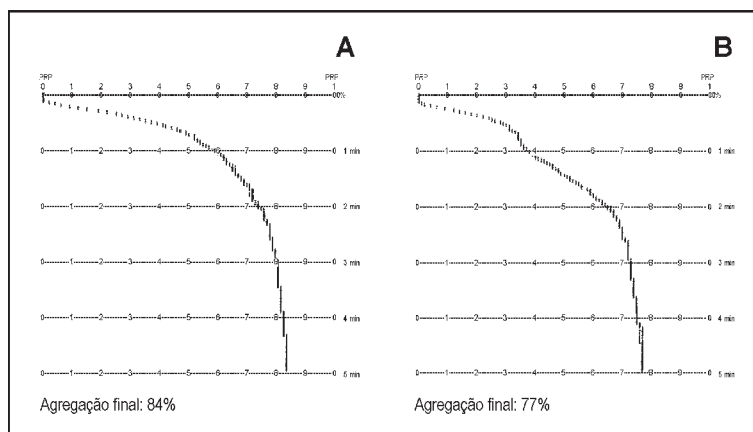 A
PRP PRP
0 1 2 3 4 5 6 7 8 9 1
00%
0 1 2 3 4 5 6 7 8 9 0 1 min
0 1 2 3 4 5 6 7 8 9 0 2 min
0 1 2 3 4 5 6 7 8 9 0 3 min
0 1 2 3 4 5 6 7 8 9 0 4 min
0 1 2 3 4 5 6 7 8 9 0 5 min
Agregação final: 84%
B
PRP PRP
0 1 2 3 4 5 6 7 8 9 1
00%
0 1 2 3 4 5 6 7 8 9 0 1 min
0 1 2 3 4 5 6 7 8 9 0 2 min
0 1 2 3 4 5 6 7 8 9 0 3 min
0 1 2 3 4 5 6 7 8 9 0 4 min
0 1 2 3 4 5 6 7 8 9 0 5 min
Agregação final: 77%